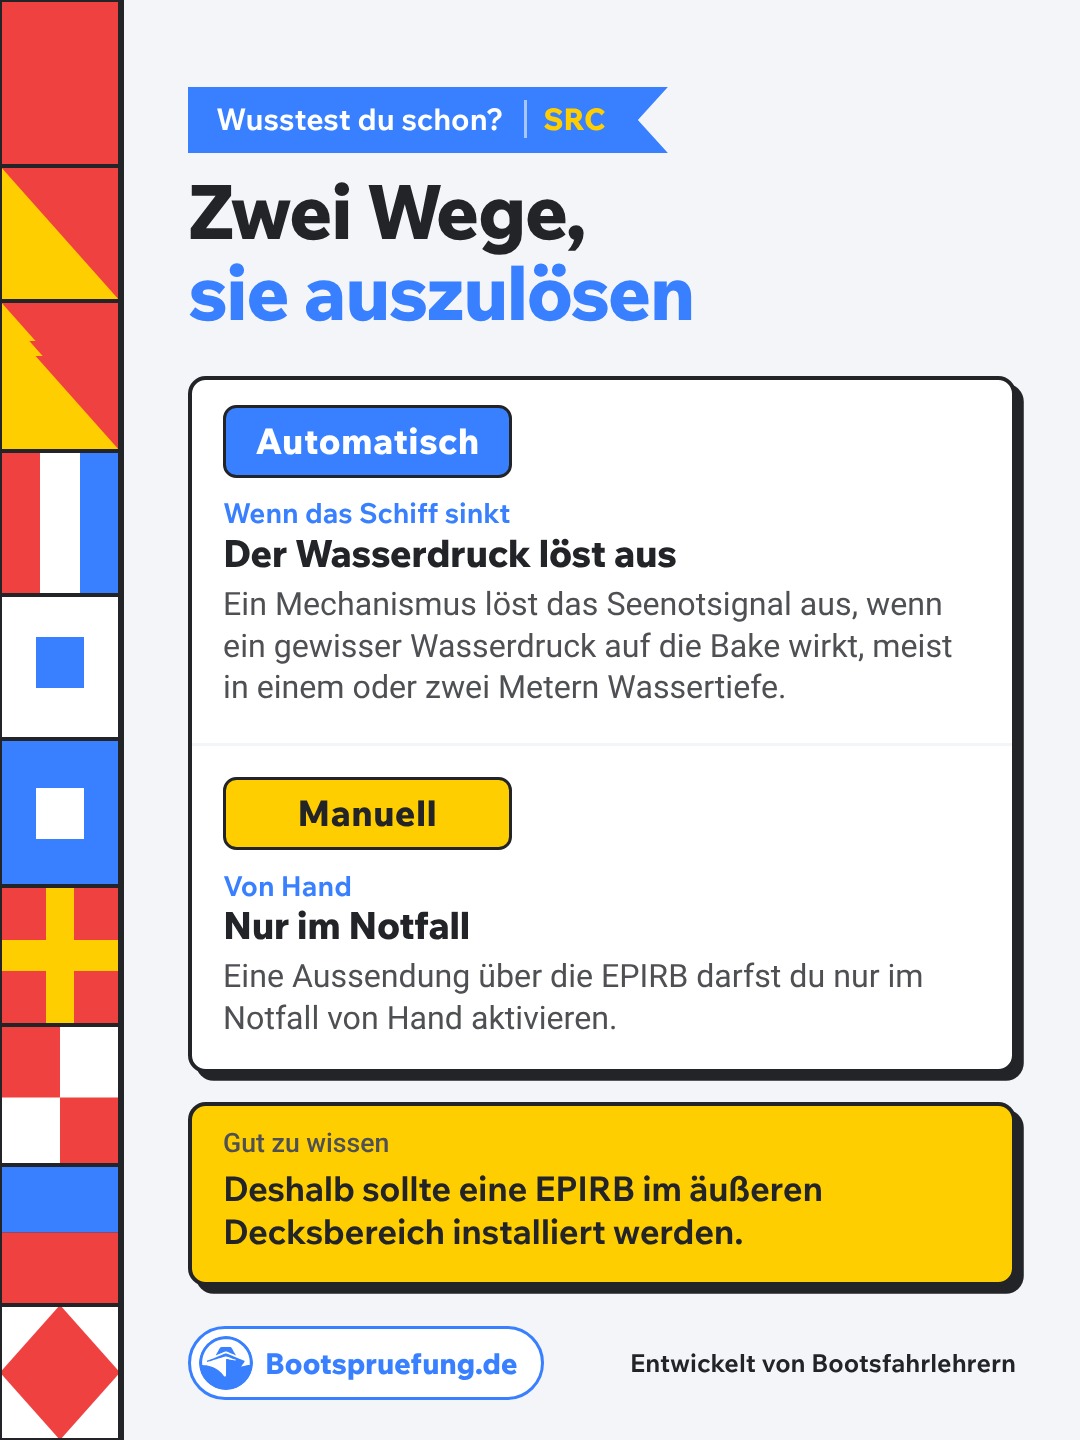 Wusstest du schon? | SRC
Zwei Wege,
sie auszulösen
Automatisch
Wenn das Schiff sinkt
Der Wasserdruck löst aus
Ein Mechanismus löst das Seenotsignal aus, wenn
ein gewisser Wasserdruck auf die Bake wirkt, meist
in einem oder zwei Metern Wassertiefe.
Manuell
Von Hand
Nur im Notfall
Eine Aussendung über die EPIRB darfst du nur im
Notfall von Hand aktivieren.
Gut zu wissen
Deshalb sollte eine EPIRB im äußeren
Decksbereich installiert werden.
Bootspruefung.de
Entwickelt von Bootsfahrlehrern